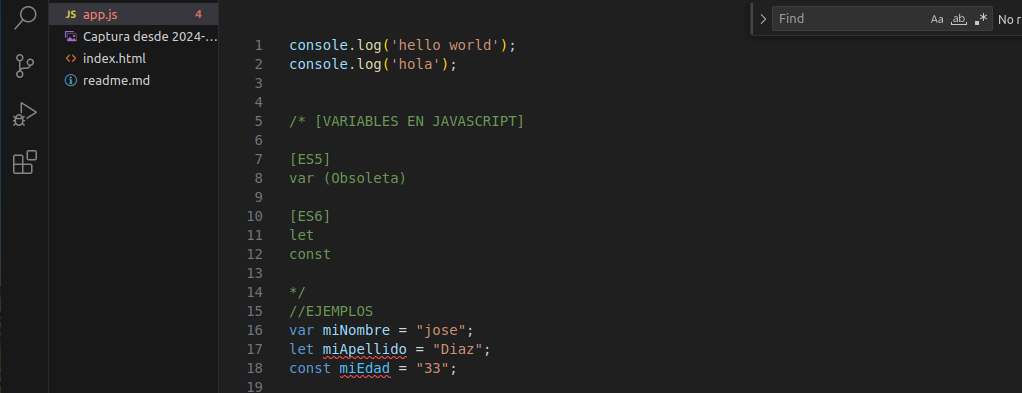 JS app.js 4
Captura desde 2024-...
<> index.html
readme.md
> Find Aa ab .* No r
1 console.log('hello world');
2 console.log('hola');
3
4
5 /* [VARIABLES EN JAVASCRIPT]
6
7 [ES5]
8 var (Obsoleta)
9
10 [ES6]
11 let
12 const
13
14 */
15 //EJEMPLOS
16 var miNombre = "jose";
17 let miApellido = "Diaz";
18 const miEdad = "33";
19